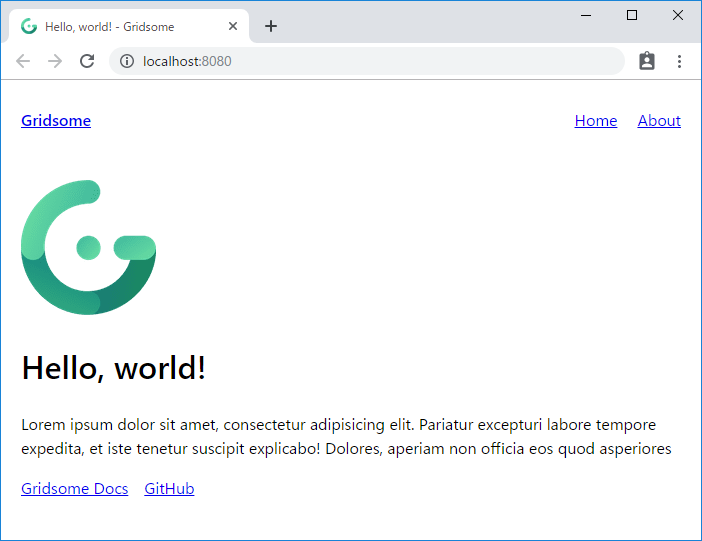 Hello, world! - Gridsome
localhost:8080
Gridsome Home About
Hello, world!
Lorem ipsum dolor sit amet, consectetur adipisicing elit. Pariatur excepturi labore tempore
expedita, et iste tenetur suscipit explicabo! Dolores, aperiam non officia eos quod asperiores
Gridsome Docs GitHub